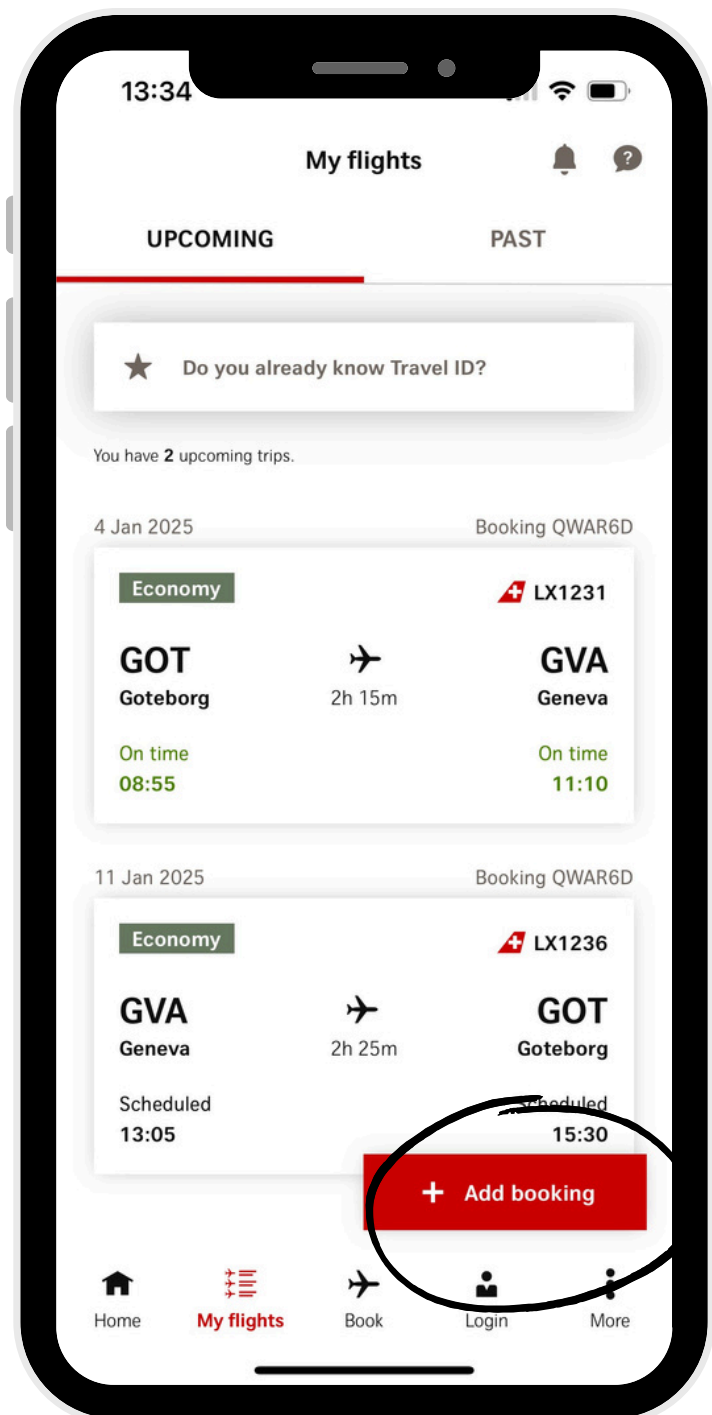 13:34
My flights
?
UPCOMING PAST
Do you already know Travel ID?
You have 2 upcoming trips.
4 Jan 2025 Booking QWAR6D
Economy LX1231
GOT GVA
Goteborg 2h 15m Geneva
On time On time
08:55 11:10
11 Jan 2025 Booking QWAR6D
Economy LX1236
GVA GOT
Geneva 2h 25m Goteborg
Scheduled Scheduled
13:05 15:30
+ Add booking
Home My flights Book Login More